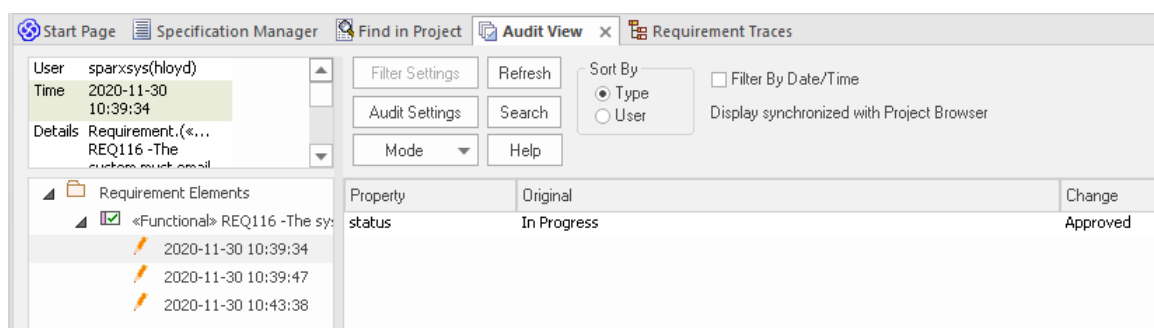 Start Page Specification Manager Find in Project Audit View × Requirement Traces
User sparxsys(hloyd)
Time 2020-11-30
10:39:34
Details Requirement.(«...
REQ116 -The
custom must email
Filter Settings Refresh
Audit Settings Search
Mode Help
Sort By
Type
User
Filter By Date/Time
Display synchronized with Project Browser
Requirement Elements
«Functional» REQ116 -The sy
2020-11-30 10:39:34
2020-11-30 10:39:47
2020-11-30 10:43:38
Property Original Change
status In Progress Approved